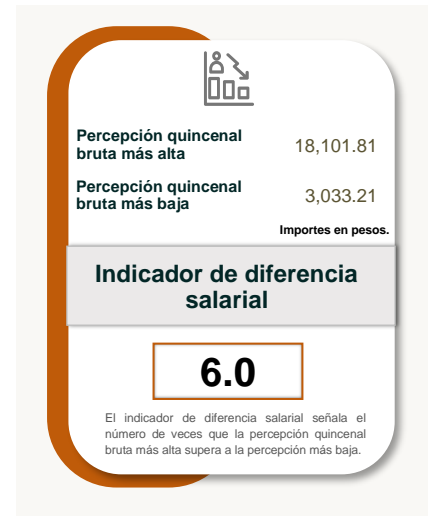 Percepción quincenal
bruta más alta
18,101.81
Percepción quincenal
bruta más baja
3,033.21
Importes en pesos.
Indicador de diferencia
salarial
6.0
El indicador de diferencia salarial señala el
número de veces que la percepción quincenal
bruta más alta supera a la percepción más baja.